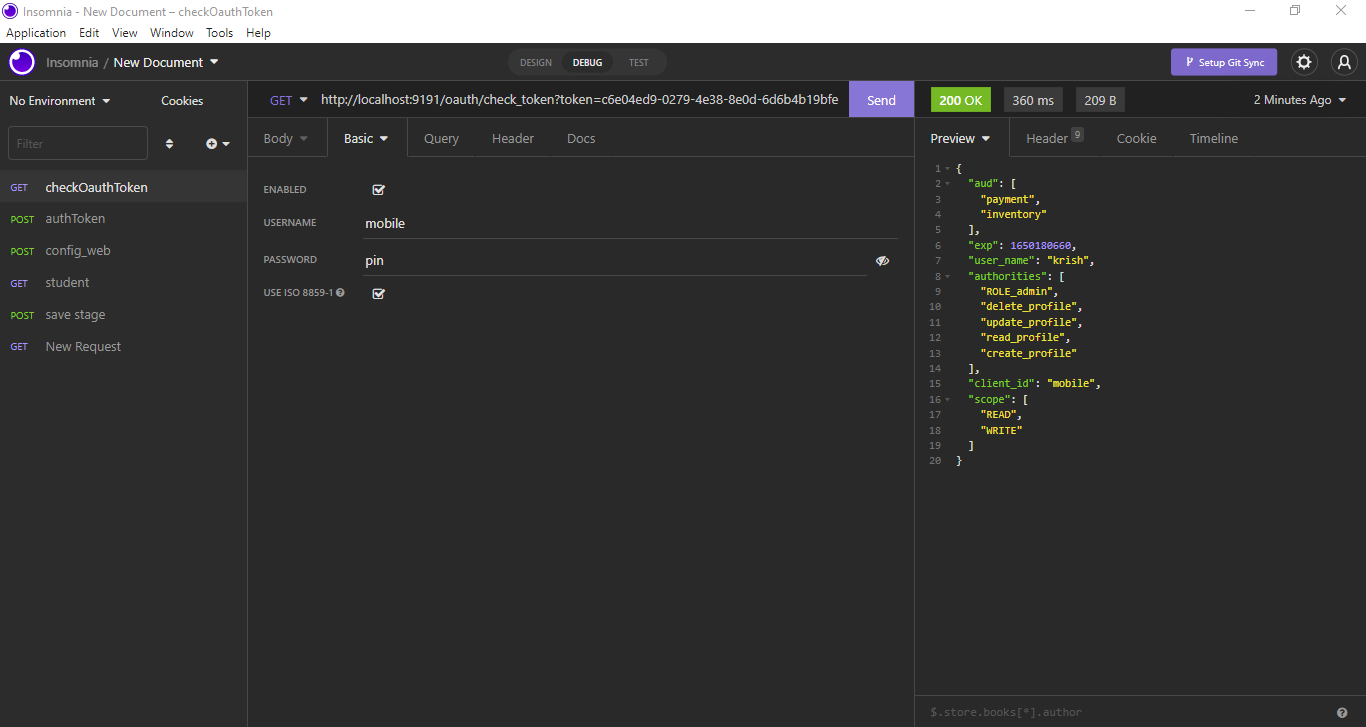 Insomnia - New Document – checkOauthToken
Application Edit View Window Tools Help
Insomnia / New Document
DESIGN DEBUG TEST
Setup Git Sync
No Environment Cookies
GET http://localhost:9191/oauth/check_token?token=c6e04ed9-0279-4e38-8e0d-6d6b4b19bfe Send
200 OK 360 ms 209 B 2 Minutes Ago
Filter
Body Basic Query Header Docs
Preview Header 9 Cookie Timeline
GET checkOauthToken
POST authToken
POST config_web
GET student
POST save stage
GET New Request
ENABLED
USERNAME mobile
PASSWORD pin
USE ISO 8859-1
1 {
2 "aud": [
3 "payment",
4 "inventory"
5 ],
6 "exp": 1650180660,
7 "user_name": "krish",
8 "authorities": [
9 "ROLE_admin",
10 "delete_profile",
11 "update_profile",
12 "read_profile",
13 "create_profile"
14 ],
15 "client_id": "mobile",
16 "scope": [
17 "READ",
18 "WRITE"
19 ]
20 }
$.store.books[*].author